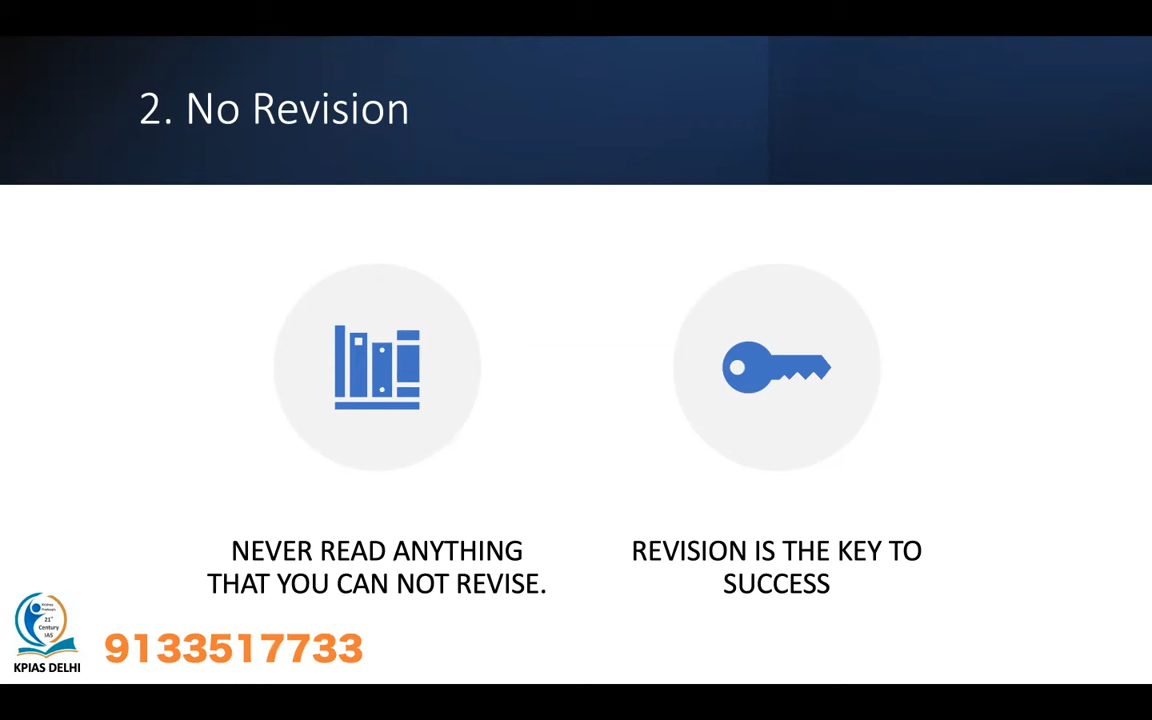 2. No Revision
NEVER READ ANYTHING
THAT YOU CAN NOT REVISE.
REVISION IS THE KEY TO
SUCCESS
21st
Century
IAS
KPIAS DELHI
9133517733